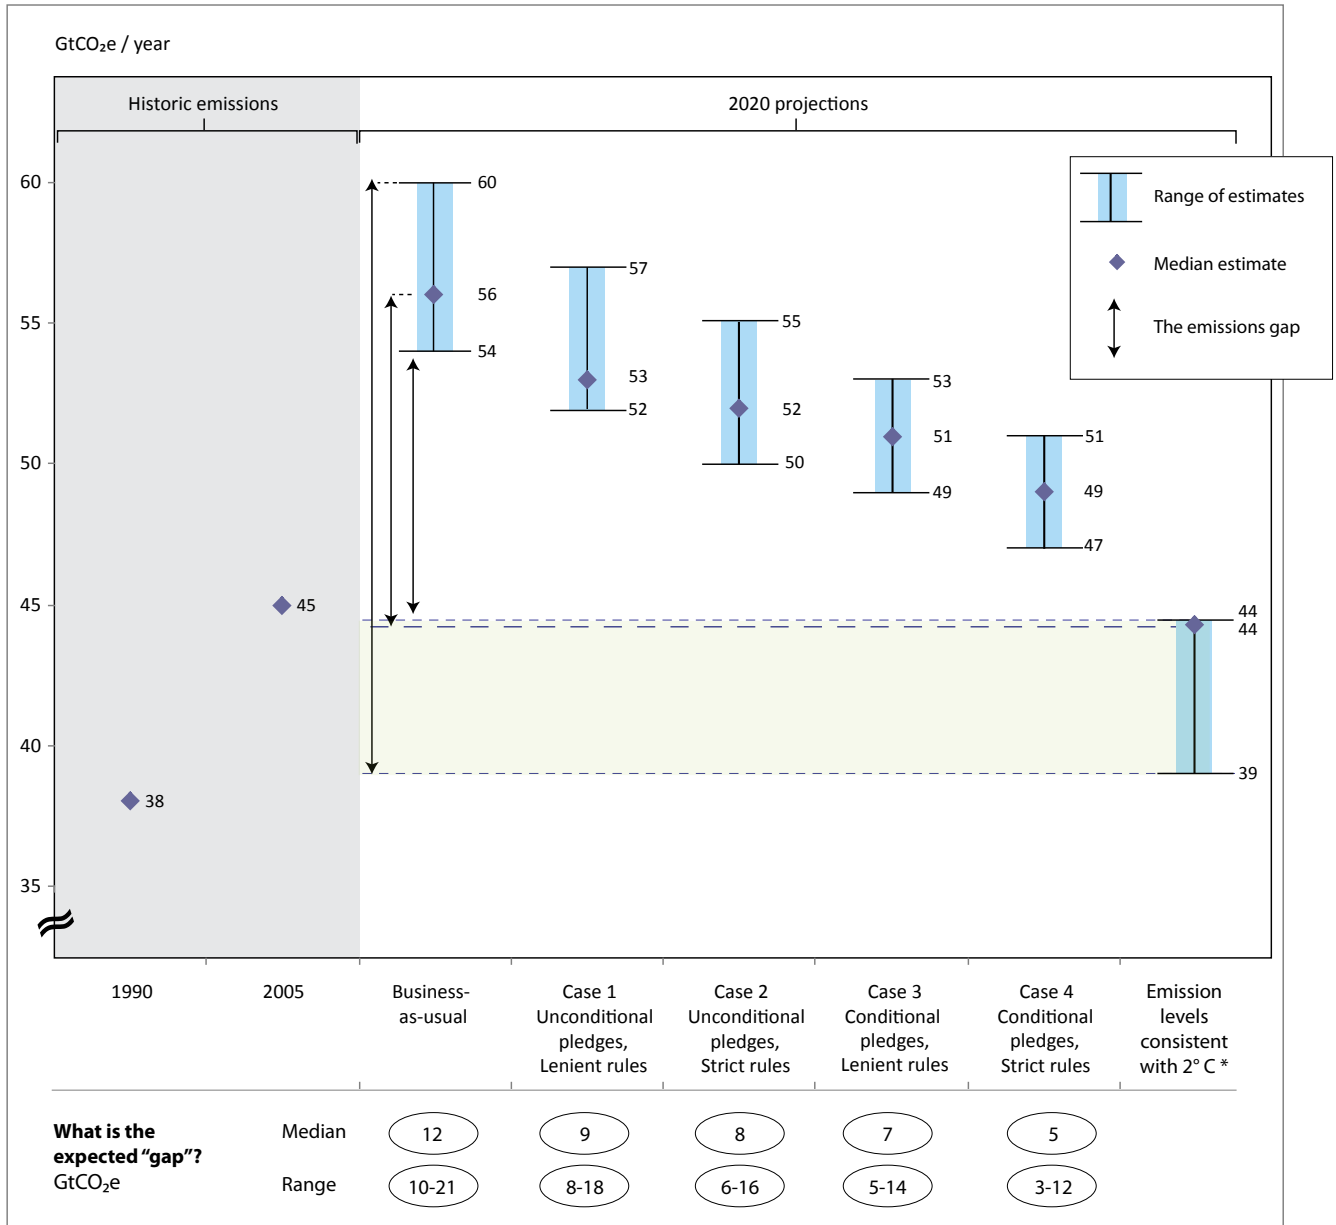 GtCO₂e / year
Historic emissions
2020 projections
Range of estimates
Median estimate
The emissions gap
60
55
50
45
40
35
38
45
60
56
54
57
53
52
55
52
50
53
51
49
51
49
47
44
44
39
1990
2005
Business-
as-usual
Case 1
Unconditional
pledges,
Lenient rules
Case 2
Unconditional
pledges,
Strict rules
Case 3
Conditional
pledges,
Lenient rules
Case 4
Conditional
pledges,
Strict rules
Emission
levels
consistent
with 2° C *
What is the
expected “gap”?
GtCO₂e
Median
12
9
8
7
5
Range
10-21
8-18
6-16
5-14
3-12